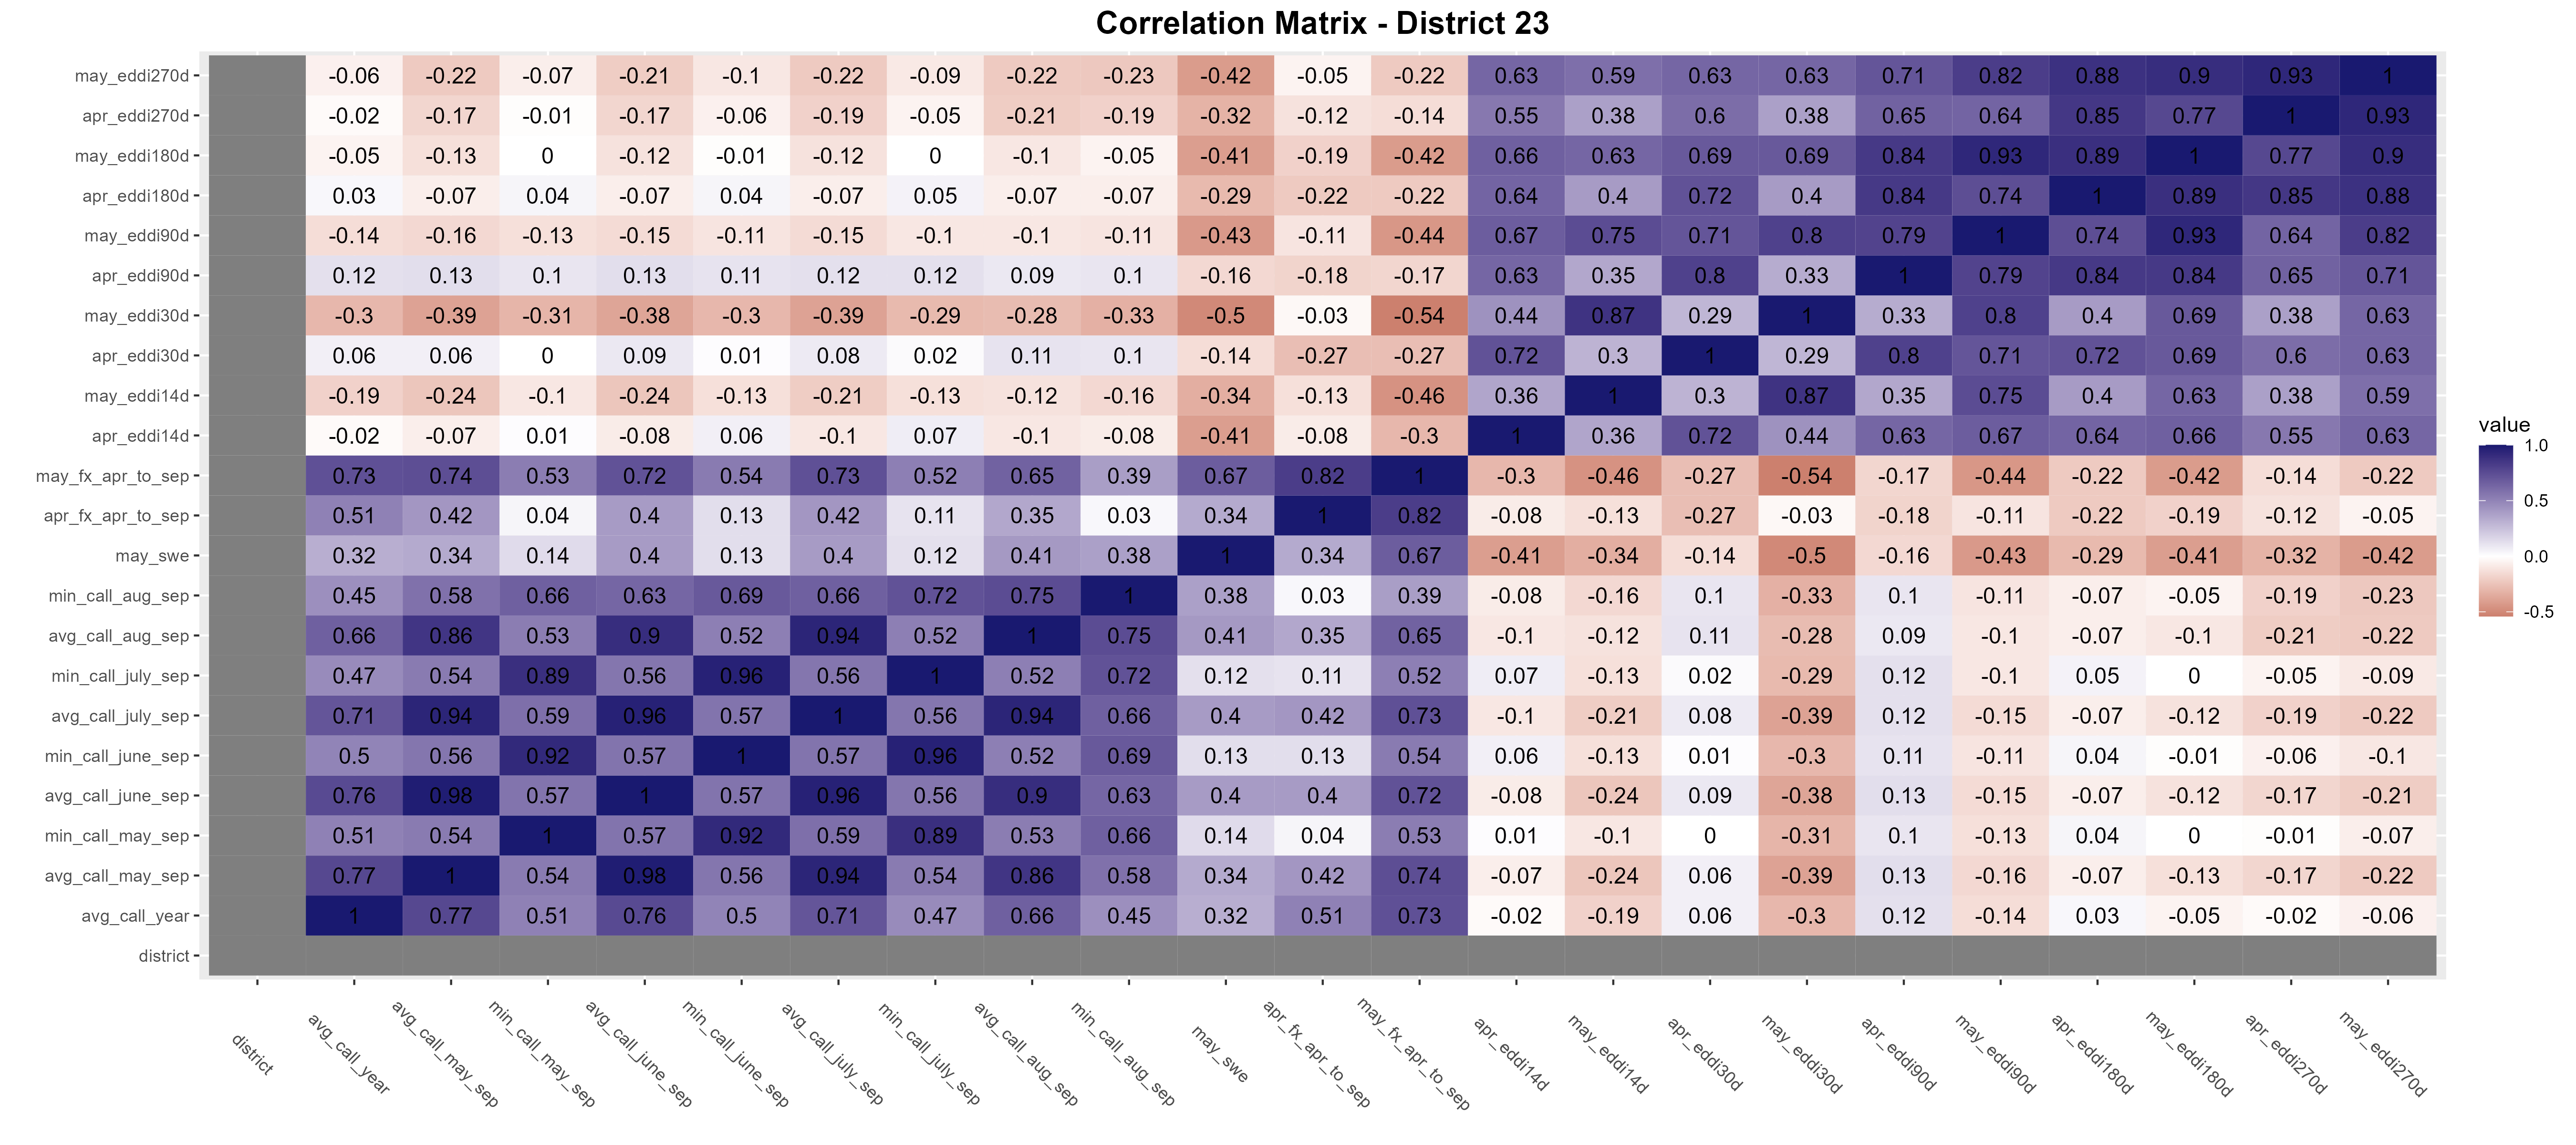 Correlation Matrix - District 23
may_eddi270d -0.06 -0.22 -0.07 -0.21 -0.1 -0.22 -0.09 -0.22 -0.23 -0.42 -0.05 -0.22 0.63 0.59 0.63 0.63 0.71 0.82 0.88 0.9 0.93 1
apr_eddi270d -0.02 -0.17 -0.01 -0.17 -0.06 -0.19 -0.05 -0.21 -0.19 -0.32 -0.12 -0.14 0.55 0.38 0.6 0.38 0.65 0.64 0.85 0.77 1 0.93
may_eddi180d -0.05 -0.13 0 -0.12 -0.01 -0.12 0 -0.1 -0.05 -0.41 -0.19 -0.42 0.66 0.63 0.69 0.69 0.84 0.93 0.89 1 0.77 0.9
apr_eddi180d 0.03 -0.07 0.04 -0.07 0.04 -0.07 0.05 -0.07 -0.07 -0.29 -0.22 -0.22 0.64 0.4 0.72 0.4 0.84 0.74 1 0.89 0.85 0.88
may_eddi90d -0.14 -0.16 -0.13 -0.15 -0.11 -0.15 -0.1 -0.1 -0.11 -0.43 -0.11 -0.44 0.67 0.75 0.71 0.8 0.79 1 0.74 0.93 0.64 0.82
apr_eddi90d 0.12 0.13 0.1 0.13 0.11 0.12 0.12 0.09 0.1 -0.16 -0.18 -0.17 0.63 0.35 0.8 0.33 1 0.79 0.84 0.84 0.65 0.71
may_eddi30d -0.3 -0.39 -0.31 -0.38 -0.3 -0.39 -0.29 -0.28 -0.33 -0.5 -0.03 -0.54 0.44 0.87 0.29 1 0.33 0.8 0.4 0.69 0.38 0.63
apr_eddi30d 0.06 0.06 0 0.09 0.01 0.08 0.02 0.11 0.1 -0.14 -0.27 -0.27 0.72 0.3 1 0.29 0.8 0.71 0.72 0.69 0.6 0.63
may_eddi14d -0.19 -0.24 -0.1 -0.24 -0.13 -0.21 -0.13 -0.12 -0.16 -0.34 -0.13 -0.46 0.36 1 0.3 0.87 0.35 0.75 0.4 0.63 0.38 0.59
apr_eddi14d -0.02 -0.07 0.01 -0.08 0.06 -0.1 0.07 -0.1 -0.08 -0.41 -0.08 -0.3 1 0.36 0.72 0.44 0.63 0.67 0.64 0.66 0.55 0.63
may_fx_apr_to_sep 0.73 0.74 0.53 0.72 0.54 0.73 0.52 0.65 0.39 0.67 0.82 1 -0.3 -0.46 -0.27 -0.54 -0.17 -0.44 -0.22 -0.42 -0.14 -0.22
apr_fx_apr_to_sep 0.51 0.42 0.04 0.4 0.13 0.42 0.11 0.35 0.03 0.34 1 0.82 -0.08 -0.13 -0.27 -0.03 -0.18 -0.11 -0.22 -0.19 -0.12 -0.05
may_swe 0.32 0.34 0.14 0.4 0.13 0.4 0.12 0.41 0.38 1 0.34 0.67 -0.41 -0.34 -0.14 -0.5 -0.16 -0.43 -0.29 -0.41 -0.32 -0.42
min_call_aug_sep 0.45 0.58 0.66 0.63 0.69 0.66 0.72 0.75 1 0.38 0.03 0.39 -0.08 -0.16 0.1 -0.33 0.1 -0.11 -0.07 -0.05 -0.19 -0.23
avg_call_aug_sep 0.66 0.86 0.53 0.9 0.52 0.94 0.52 1 0.75 0.41 0.35 0.65 -0.1 -0.12 0.11 -0.28 0.09 -0.1 -0.07 -0.1 -0.21 -0.22
min_call_july_sep 0.47 0.54 0.89 0.56 0.96 0.56 1 0.52 0.72 0.12 0.11 0.52 0.07 -0.13 0.02 -0.29 0.12 -0.1 0.05 0 -0.05 -0.09
avg_call_july_sep 0.71 0.94 0.59 0.96 0.57 1 0.56 0.94 0.66 0.4 0.42 0.73 -0.1 -0.21 0.08 -0.39 0.12 -0.15 -0.07 -0.12 -0.19 -0.22
min_call_june_sep 0.5 0.56 0.92 0.57 1 0.57 0.96 0.52 0.69 0.13 0.13 0.54 0.06 -0.13 0.01 -0.3 0.11 -0.11 0.04 -0.01 -0.06 -0.1
avg_call_june_sep 0.76 0.98 0.57 1 0.57 0.96 0.56 0.9 0.63 0.4 0.4 0.72 -0.08 -0.24 0.09 -0.38 0.13 -0.15 -0.07 -0.12 -0.17 -0.21
min_call_may_sep 0.51 0.54 1 0.57 0.92 0.59 0.89 0.53 0.66 0.14 0.04 0.53 0.01 -0.1 0 -0.31 0.1 -0.13 0.04 0 -0.01 -0.07
avg_call_may_sep 0.77 1 0.54 0.98 0.56 0.94 0.54 0.86 0.58 0.34 0.42 0.74 -0.07 -0.24 0.06 -0.39 0.13 -0.16 -0.07 -0.13 -0.17 -0.22
avg_call_year 1 0.77 0.51 0.76 0.5 0.71 0.47 0.66 0.45 0.32 0.51 0.73 -0.02 -0.19 0.06 -0.3 0.12 -0.14 0.03 -0.05 -0.02 -0.06
district
district avg_call_year avg_call_may_sep min_call_may_sep avg_call_june_sep min_call_june_sep avg_call_july_sep min_call_july_sep avg_call_aug_sep min_call_aug_sep may_swe apr_fx_apr_to_sep may_fx_apr_to_sep apr_eddi14d may_eddi14d apr_eddi30d may_eddi30d apr_eddi90d may_eddi90d apr_eddi180d may_eddi180d apr_eddi270d may_eddi270d
value
1.0
0.5
0.0
-0.5